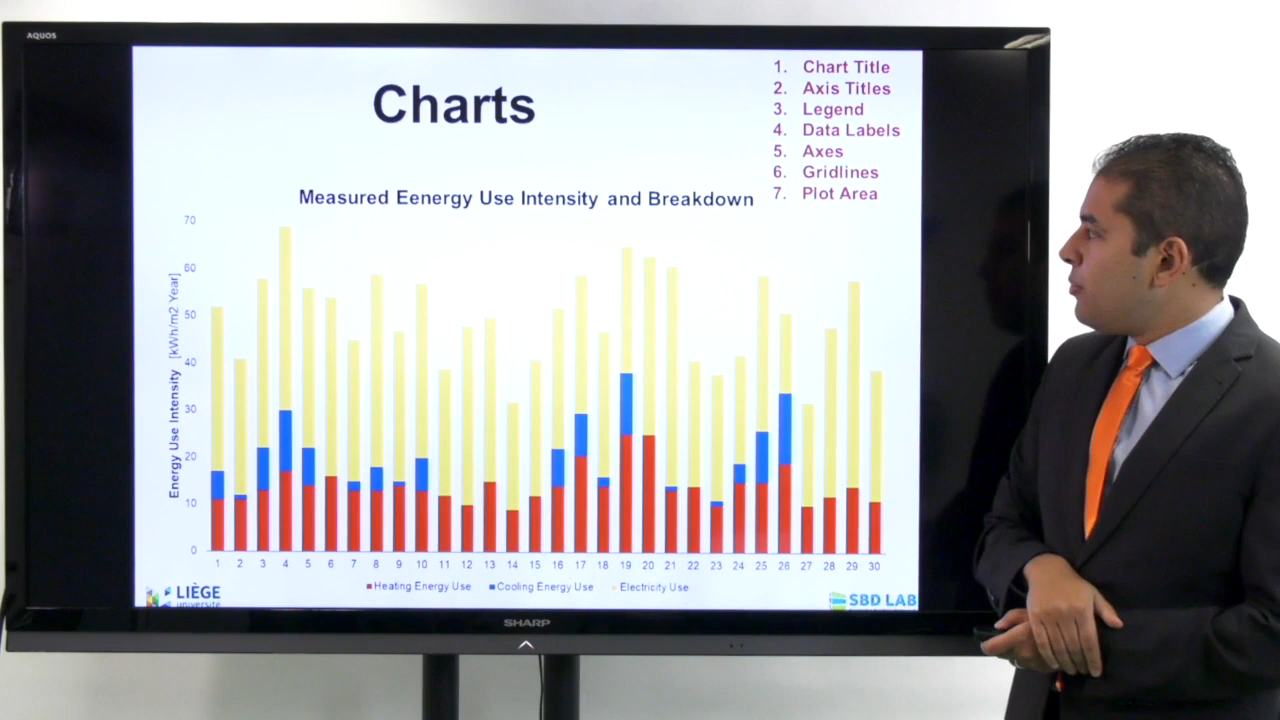 AQUOS
Charts
1. Chart Title
2. Axis Titles
3. Legend
4. Data Labels
5. Axes
6. Gridlines
7. Plot Area
Measured Eenergy Use Intensity and Breakdown
Energy Use Intensity [kWh/m2 Year]
70
60
50
40
30
20
10
0
1 2 3 4 5 6 7 8 9 10 11 12 13 14 15 16 17 18 19 20 21 22 23 24 25 26 27 28 29 30
Heating Energy Use Cooling Energy Use Electricity Use
LIÈGE
université
SBD LAB
SHARP